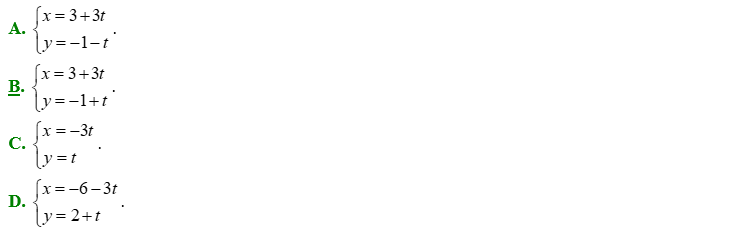 A. { x = 3+3t
y = −1−t .
B. { x = 3+3t
y = −1+t .
C. { x = −3t
y = t .
D. { x = −6−3t
y = 2+t .